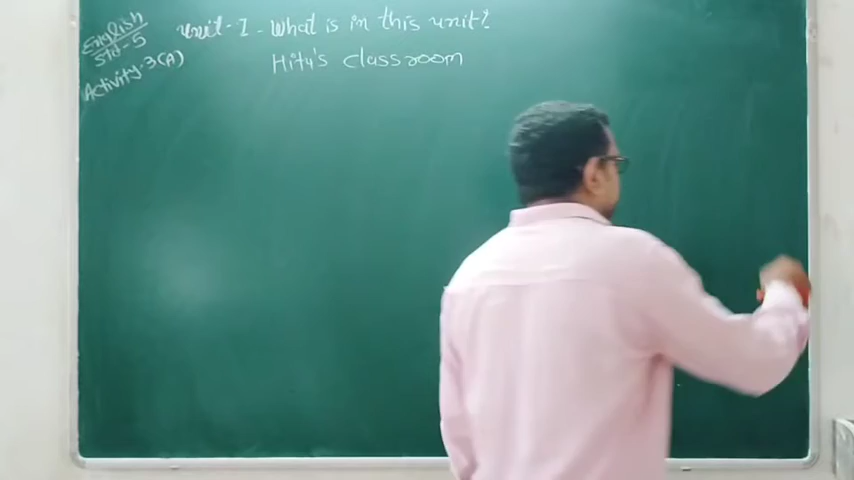 English
Std-5
Activity-3(A)
Unit-1 - What is in this unit?
Hitu's classroom